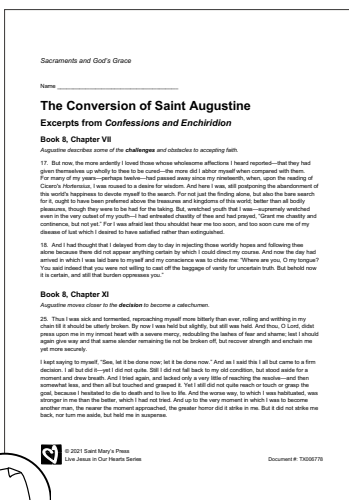 Sacraments and God's Grace
Name
The Conversion of Saint Augustine
Excerpts from Confessions and Enchiridion
Book 8, Chapter VII
Augustine describes some of the challenges and obstacles to accepting faith.
17. But now, the more ardently I loved those whose wholesome affections I heard reported—that they had
given themselves up wholly to thee to be cured—the more did I abhor myself when compared with them.
For many of my years—perhaps twelve—had passed away since my nineteenth, when, upon the reading of
Cicero's Hortensius, I was roused to a desire for wisdom. And here I was, still postponing the abandonment of
this world's happiness to devote myself to the search. For not just the finding alone, but also the bare search
for it, ought to have been preferred above the treasures and kingdoms of this world; better than all bodily
pleasures, though they were to be had for the taking. But, wretched youth that I was—supremely wretched
even in the very outset of my youth—I had entreated chastity of thee and had prayed, "Grant me chastity and
continence, but not yet." For I was afraid lest thou shouldst hear me too soon, and too soon cure me of my
disease of lust which I desired to have satisfied rather than extinguished.
18. And I had thought that I delayed from day to day in rejecting those worldly hopes and following thee
alone because there did not appear anything certain by which I could direct my course. And now the day had
arrived in which I was laid bare to myself and my conscience was to chide me: "Where are you, O my tongue?
You said indeed that you were not willing to cast off the baggage of vanity for uncertain truth. But behold now
it is certain, and still that burden oppresses you."
Book 8, Chapter XI
Augustine moves closer to the decision to become a catechumen.
25. Thus I was sick and tormented, reproaching myself more bitterly than ever, rolling and writhing in my
chain till it should be utterly broken. By now I was held but slightly, but still was held. And thou, O Lord, didst
press upon me in my inmost heart with a severe mercy, redoubling the lashes of fear and shame; lest I should
again give way and that same slender remaining tie not be broken off, but recover strength and enchain me
yet more securely.
I kept saying to myself, "See, let it be done now; let it be done now." And as I said this I all but came to a firm
decision. I all but did it—yet I did not quite. Still I did not fall back to my old condition, but stood aside for a
moment and drew breath. And I tried again, and lacked only a very little of reaching the resolve—and then
somewhat less, and then all but touched and grasped it. Yet I still did not quite reach or touch or grasp the
goal, because I hesitated to die to death and to live to life. And the worse way, to which I was habituated, was
stronger in me than the better, which I had not tried. And up to the very moment in which I was to become
another man, the nearer the moment approached, the greater horror did it strike in me. But it did not strike me
back, nor turn me aside, but held me in suspense.
© 2021 Saint Mary's Press
Live Jesus in Our Hearts Series
Document #: TX006778